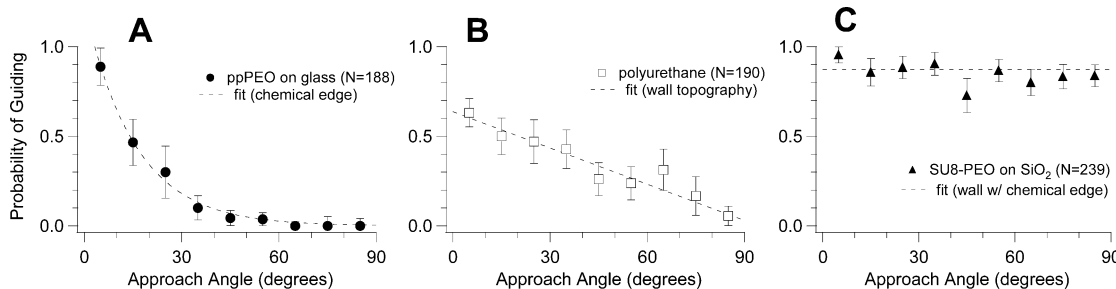 A
B
C
Probability of Guiding
1.0
0.5
0.0
ppPEO on glass (N=188)
fit (chemical edge)
0
30
60
90
Approach Angle (degrees)
1.0
0.5
0.0
polyurethane (N=190)
fit (wall topography)
0
30
60
90
Approach Angle (degrees)
1.0
0.5
0.0
SU8-PEO on SiO2 (N=239)
fit (wall w/ chemical edge)
0
30
60
90
Approach Angle (degrees)